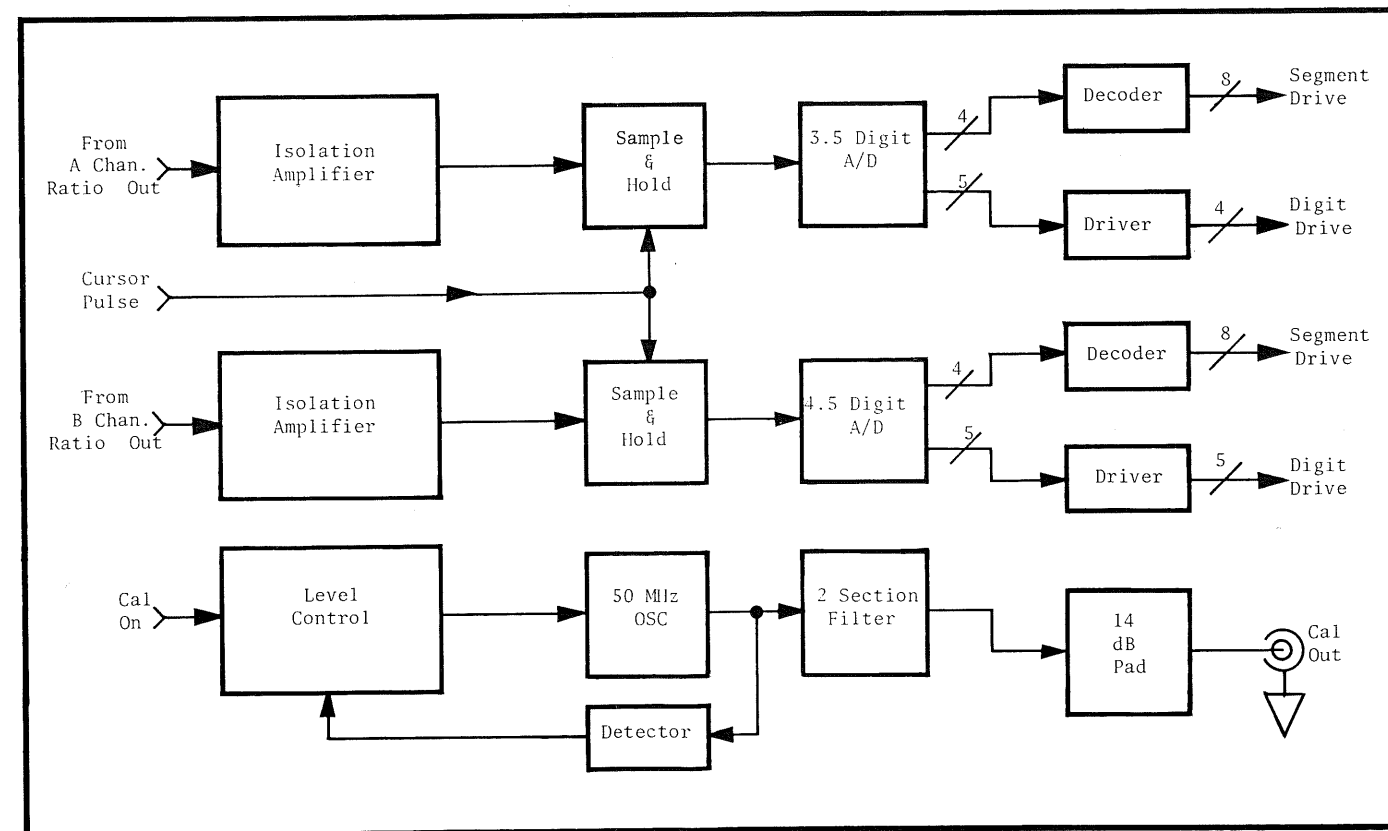 From
A Chan.
Ratio Out
Isolation
Amplifier
Sample
&
Hold
3.5 Digit
A/D
4
5
Decoder
8
Segment
Drive
Driver
4
Digit
Drive
Cursor
Pulse
From
B Chan.
Ratio Out
Isolation
Amplifier
Sample
&
Hold
4.5 Digit
A/D
4
5
Decoder
8
Segment
Drive
Driver
5
Digit
Drive
Cal
On
Level
Control
50 MHz
OSC
Detector
2 Section
Filter
14
dB
Pad
Cal
Out